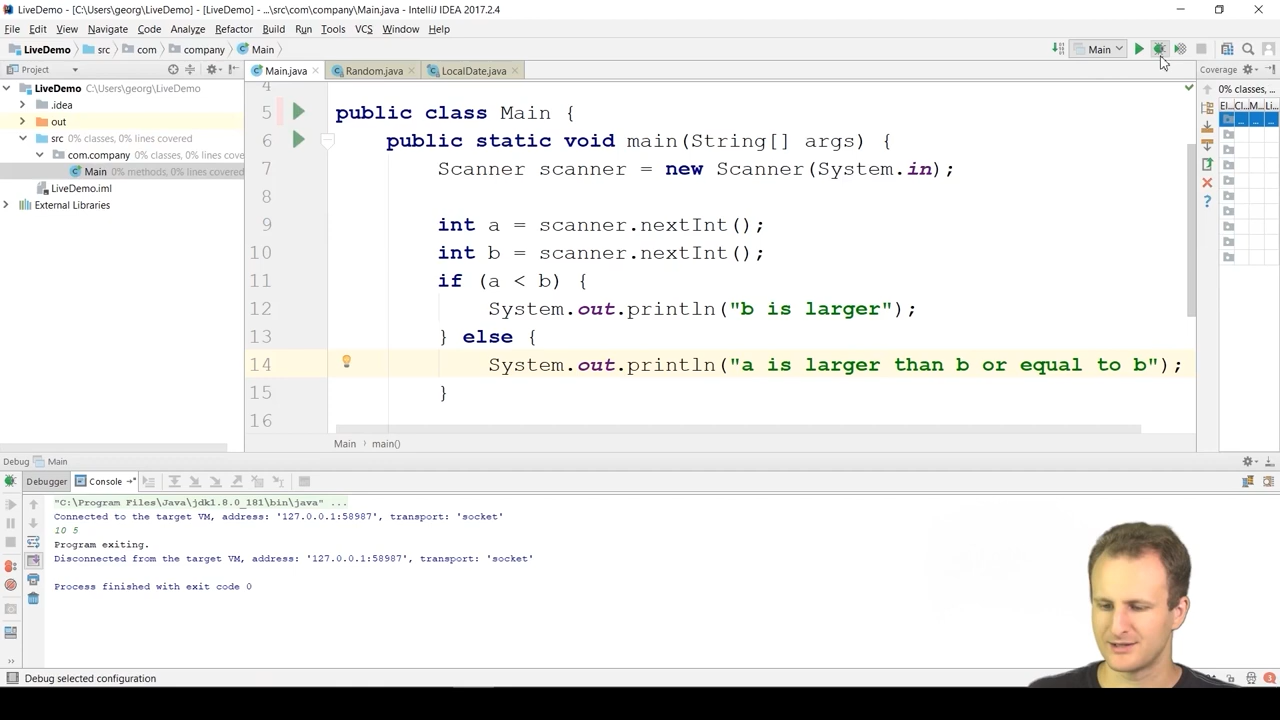 LiveDemo - [C:\Users\georg\LiveDemo] - [LiveDemo] - ...\src\com\company\Main.java - IntelliJ IDEA 2017.2.4
File Edit View Navigate Code Analyze Refactor Build Run Tools VCS Window Help
LiveDemo src com company Main
Main
Project
Main.java Random.java LocalDate.java
Coverage
LiveDemo C:\Users\georg\LiveDemo
.idea
out
src 0% classes, 0% lines covered
com.company 0% classes, 0% lines cove
Main 0% methods, 0% lines covered
LiveDemo.iml
External Libraries
4
5 public class Main {
6 public static void main(String[] args) {
7 Scanner scanner = new Scanner(System.in);
8
9 int a = scanner.nextInt();
10 int b = scanner.nextInt();
11 if (a < b) {
12 System.out.println("b is larger");
13 } else {
14 System.out.println("a is larger than b or equal to b");
15 }
16
Main main()
0% classes,
El... Cl... M... Li...
... ... ...
Debug Main
Debugger Console
"C:\Program Files\Java\jdk1.8.0_181\bin\java" ...
Connected to the target VM, address: '127.0.0.1:58987', transport: 'socket'
10 5
Program exiting.
Disconnected from the target VM, address: '127.0.0.1:58987', transport: 'socket'
Process finished with exit code 0
Debug selected configuration